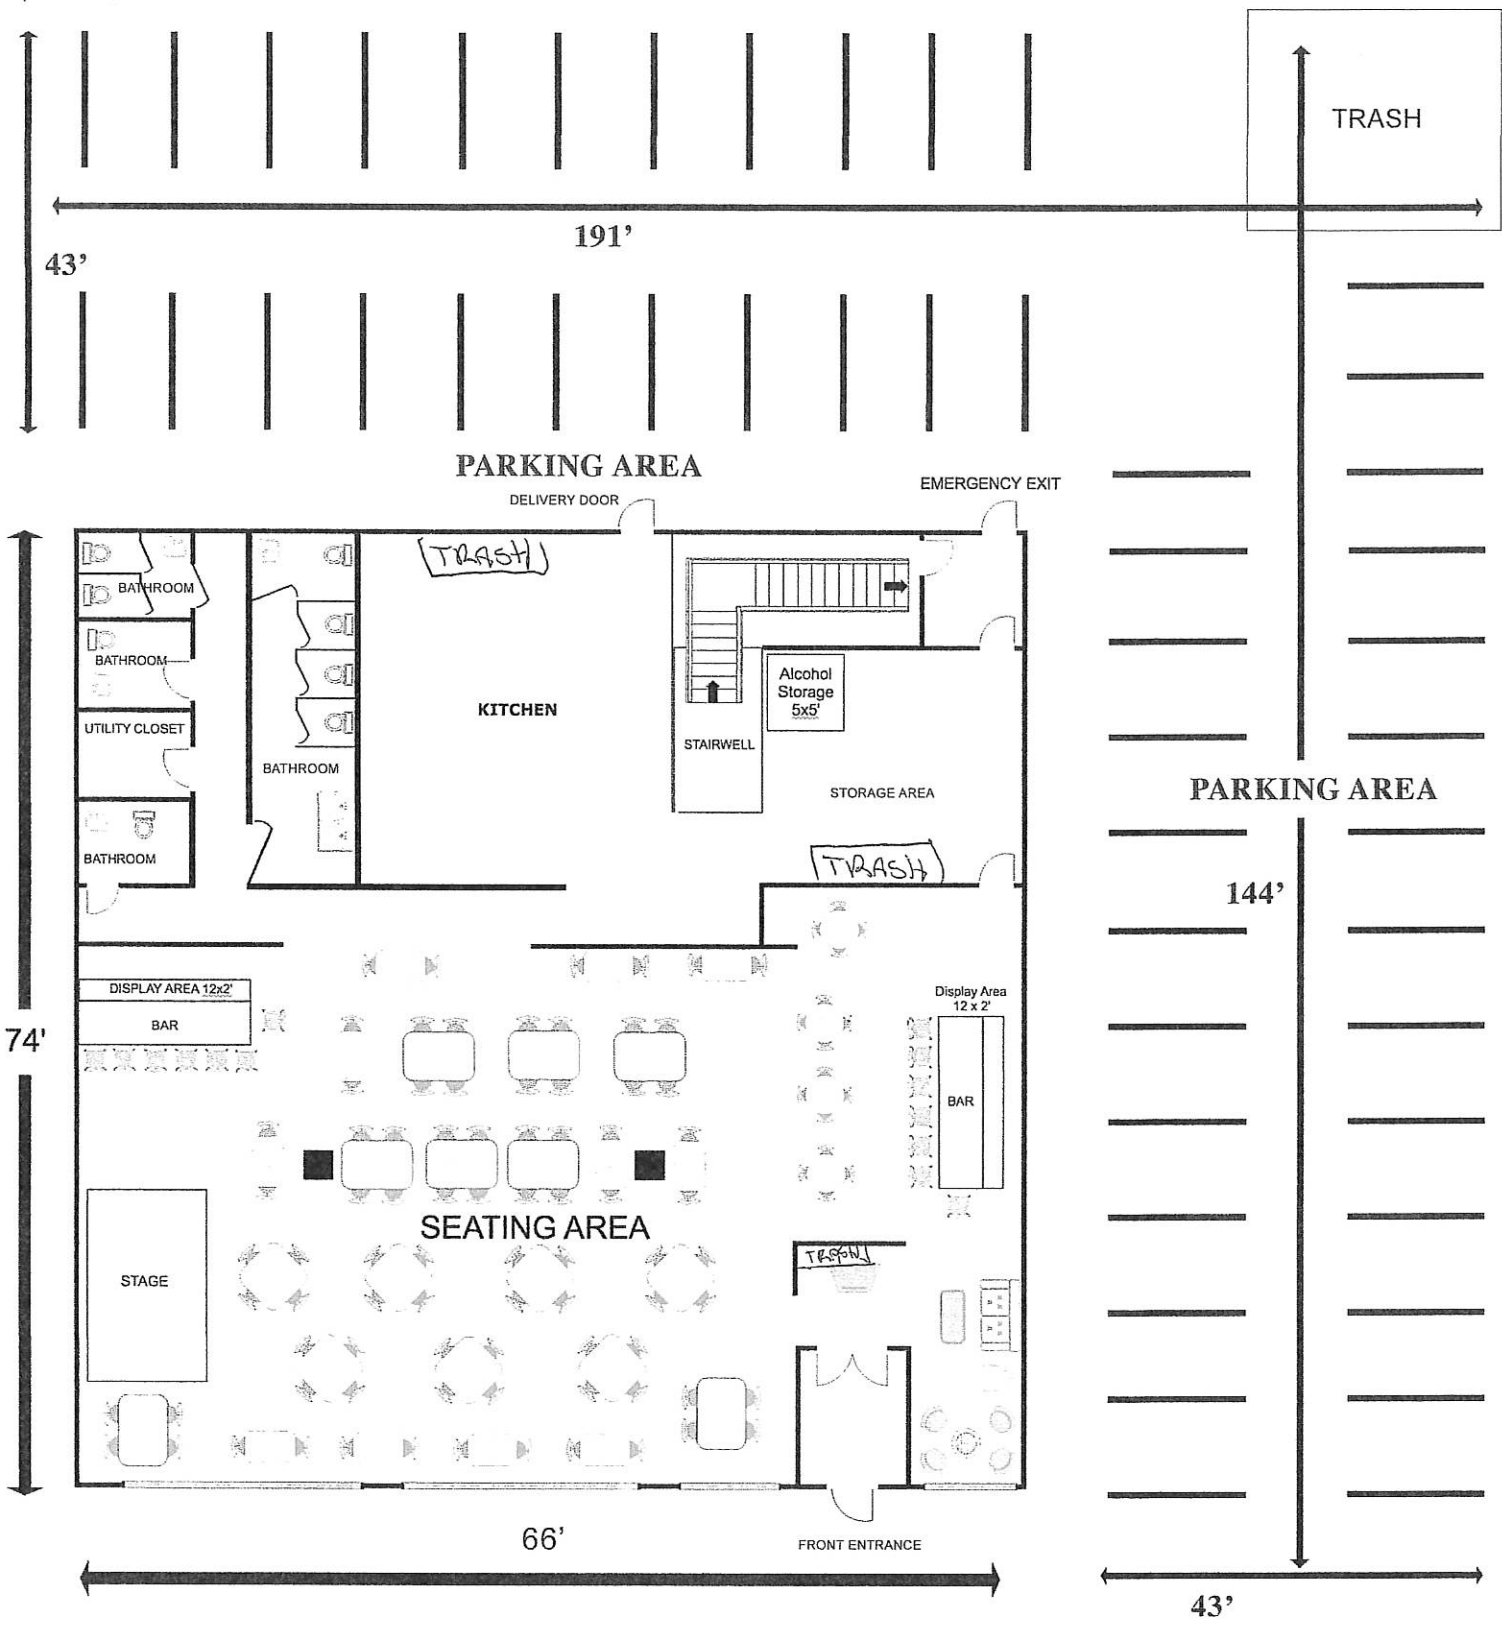 TRASH
191’
43’
PARKING AREA
DELIVERY DOOR
EMERGENCY EXIT
TRASH
BATHROOM
BATHROOM
UTILITY CLOSET
BATHROOM
BATHROOM
KITCHEN
STAIRWELL
Alcohol
Storage
5x5'
STORAGE AREA
TRASH
PARKING AREA
144’
DISPLAY AREA 12x2'
BAR
Display Area
12 x 2'
BAR
74'
SEATING AREA
STAGE
TRASH
66’
FRONT ENTRANCE
43’